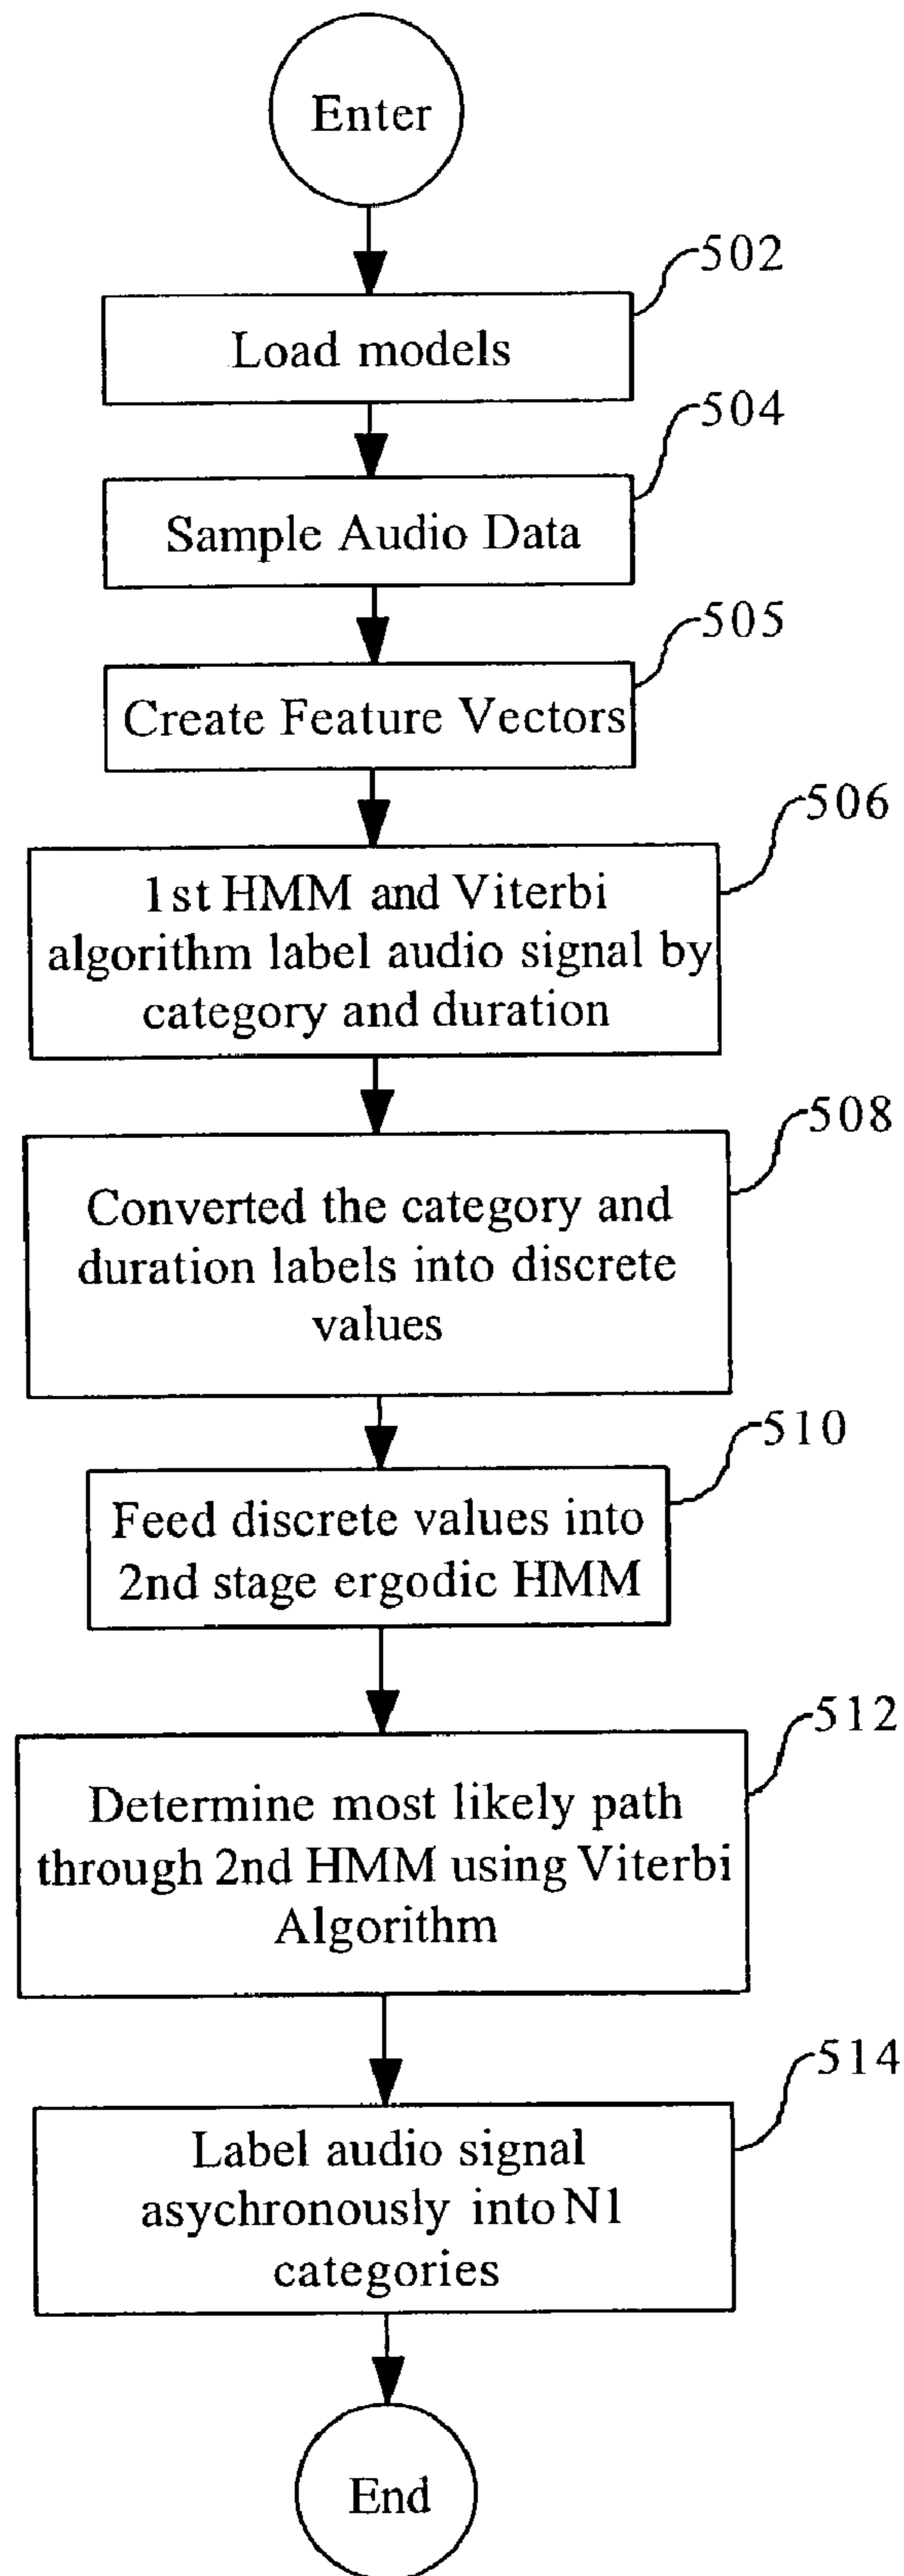 Enter
502
Load models
504
Sample Audio Data
505
Create Feature Vectors
506
1st HMM and Viterbi
algorithm label audio signal by
category and duration
508
Converted the category and
duration labels into discrete
values
510
Feed discrete values into
2nd stage ergodic HMM
512
Determine most likely path
through 2nd HMM using Viterbi
Algorithm
514
Label audio signal
asychronously into N1
categories
End